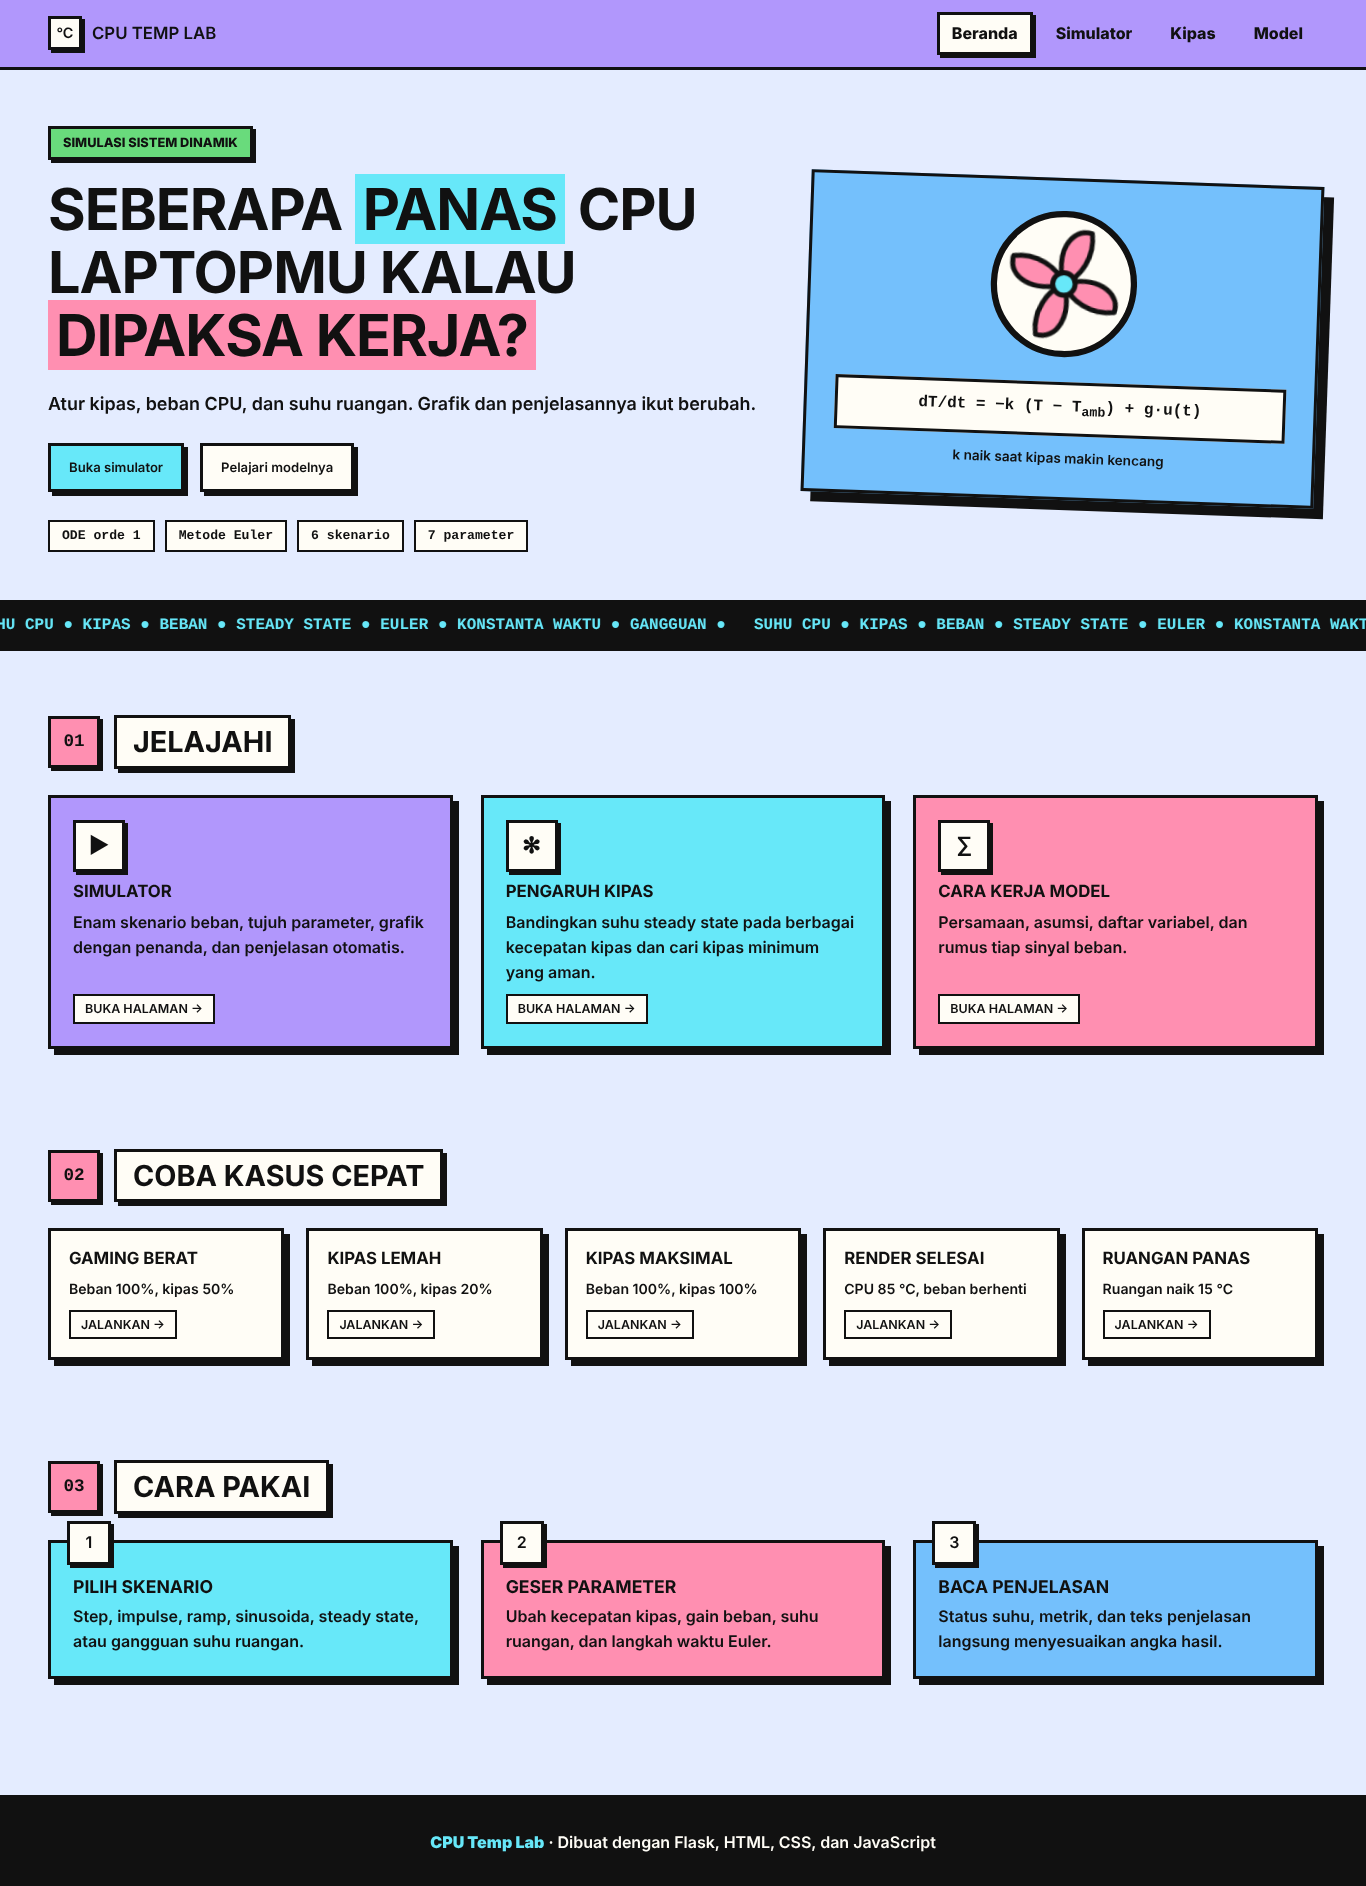 °C CPU TEMP LAB
Beranda Simulator Kipas Model
SIMULASI SISTEM DINAMIK
SEBERAPA PANAS CPU
LAPTOPMU KALAU
DIPAKSA KERJA?
Atur kipas, beban CPU, dan suhu ruangan. Grafik dan penjelasannya ikut berubah.
Buka simulator Pelajari modelnya
ODE orde 1 Metode Euler 6 skenario 7 parameter
dT/dt = −k (T − Tamb) + g·u(t)
k naik saat kipas makin kencang
HU CPU ● KIPAS ● BEBAN ● STEADY STATE ● EULER ● KONSTANTA WAKTU ● GANGGUAN ● SUHU CPU ● KIPAS ● BEBAN ● STEADY STATE ● EULER ● KONSTANTA WAKT
01 JELAJAHI
▶
SIMULATOR
Enam skenario beban, tujuh parameter, grafik
dengan penanda, dan penjelasan otomatis.
BUKA HALAMAN →
✻
PENGARUH KIPAS
Bandingkan suhu steady state pada berbagai
kecepatan kipas dan cari kipas minimum
yang aman.
BUKA HALAMAN →
∑
CARA KERJA MODEL
Persamaan, asumsi, daftar variabel, dan
rumus tiap sinyal beban.
BUKA HALAMAN →
02 COBA KASUS CEPAT
GAMING BERAT
Beban 100%, kipas 50%
JALANKAN →
KIPAS LEMAH
Beban 100%, kipas 20%
JALANKAN →
KIPAS MAKSIMAL
Beban 100%, kipas 100%
JALANKAN →
RENDER SELESAI
CPU 85 °C, beban berhenti
JALANKAN →
RUANGAN PANAS
Ruangan naik 15 °C
JALANKAN →
03 CARA PAKAI
1
PILIH SKENARIO
Step, impulse, ramp, sinusoida, steady state,
atau gangguan suhu ruangan.
2
GESER PARAMETER
Ubah kecepatan kipas, gain beban, suhu
ruangan, dan langkah waktu Euler.
3
BACA PENJELASAN
Status suhu, metrik, dan teks penjelasan
langsung menyesuaikan angka hasil.
CPU Temp Lab · Dibuat dengan Flask, HTML, CSS, dan JavaScript